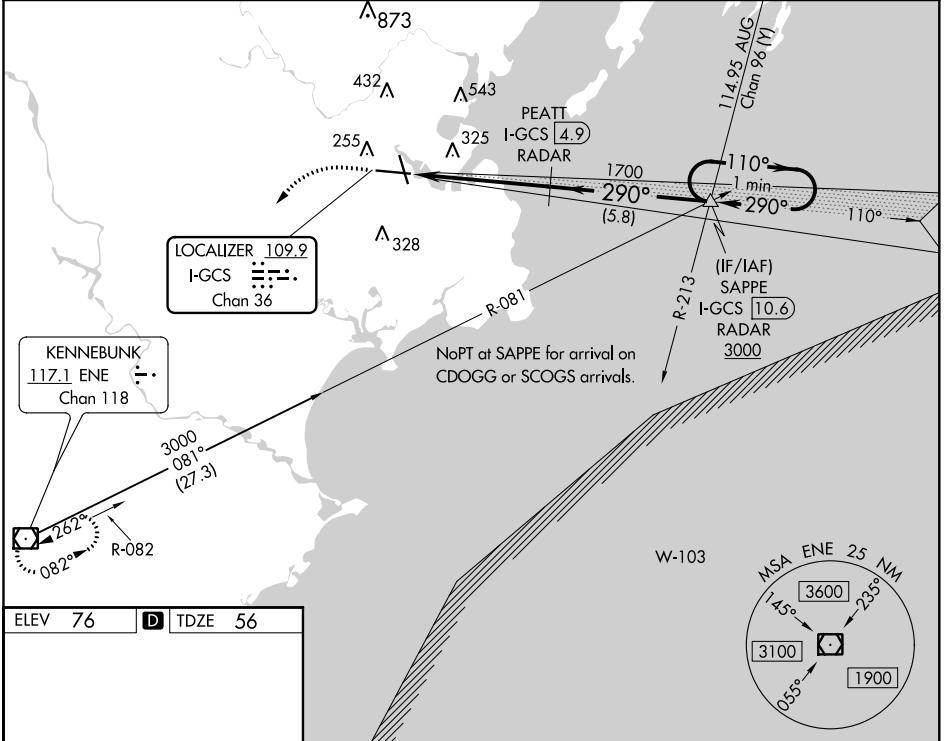 873
432
543
255
325
328
PEATT
I-GCS 4.9
RADAR
114.95 AUG
Chan 96 (Y)
1700
290°
(5.8)
110°
1 min
290°
110°
LOCALIZER 109.9
I-GCS
Chan 36
(IF/IAF)
SAPPE
I-GCS 10.6
RADAR
3000
R-213
R-081
NoPT at SAPPE for arrival on
CDOGG or SCOGS arrivals.
KENNEBUNK
117.1 ENE
Chan 118
3000
081°
(27.3)
262°
082°
R-082
W-103
MSA ENE 25 NM
3600
145°
235°
3100
055°
1900
ELEV 76 D TDZE 56